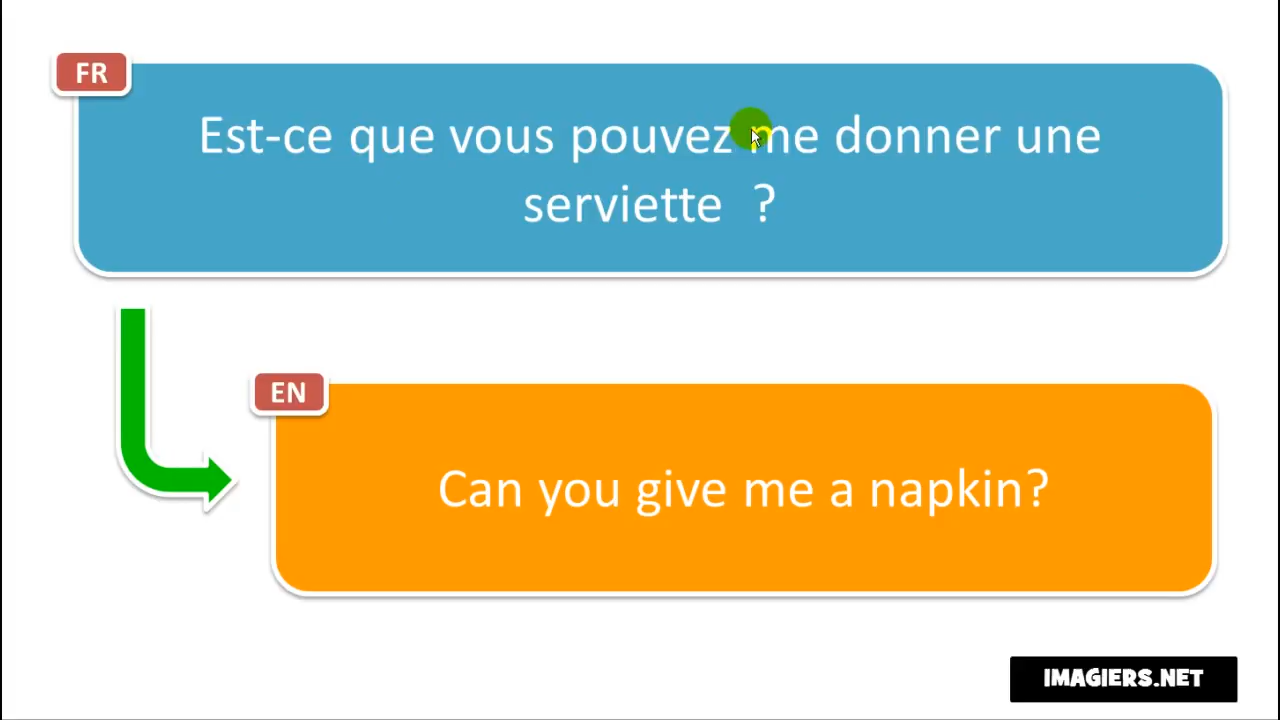 FR
Est-ce que vous pouvez me donner une
serviette ?
EN
Can you give me a napkin?
IMAGIERS.NET